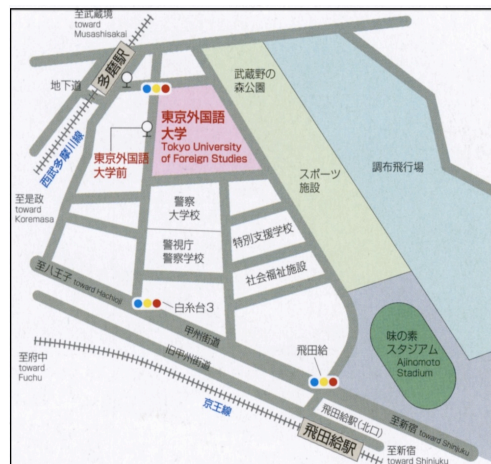 至武蔵境
toward
Musashisakai
多磨駅
地下道
武蔵野の
森公園
東京外国語
大学
Tokyo University
of Foreign Studies
東京外国語
大学前
西武多摩川線
調布飛行場
スポーツ
施設
至是政
toward
Koremasa
警察
大学校
警視庁
警察学校
特別支援学校
社会福祉施設
至八王子 toward Hachioji
白糸台3
甲州街道
旧甲州街道
味の素
スタジアム
Ajinomoto
Stadium
飛田給
至府中
toward
Fuchu
京王線
飛田給駅(北口)
飛田給駅
至新宿 toward Shinjuku
至新宿
toward Shinjuku